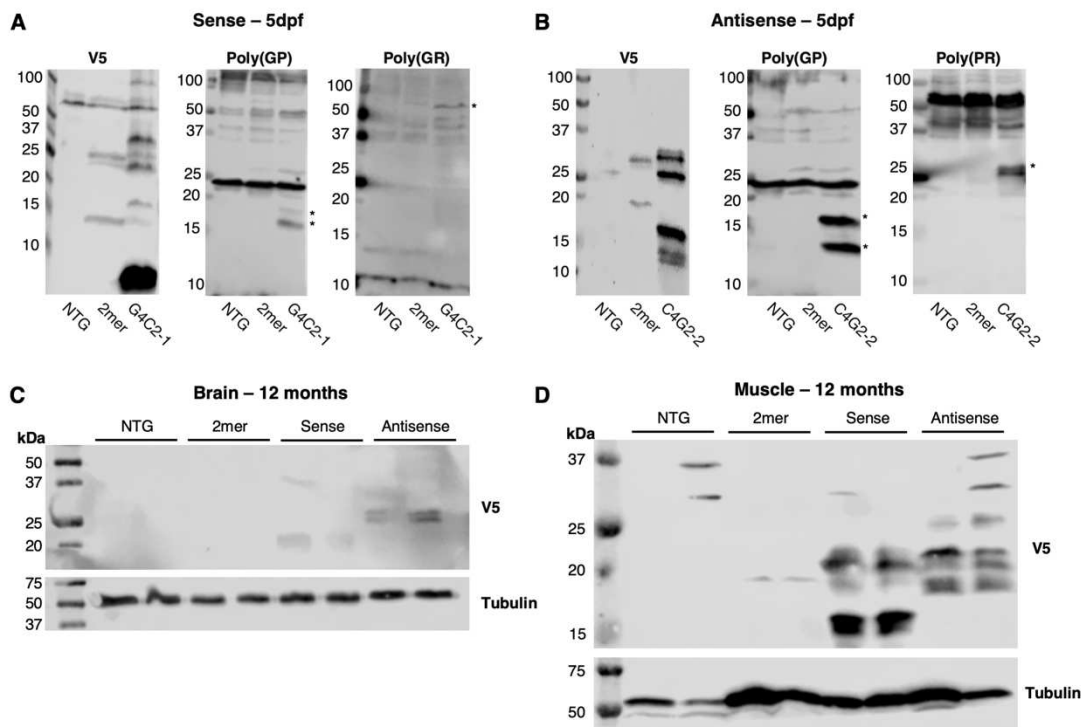 A
Sense – 5dpf
V5
Poly(GP)
Poly(GR)
100
50
37
25
20
15
10
100
50
37
25
20
15
10
100
50
37
25
20
15
10
*
*
*
*
NTG
2mer
G4C2-1
NTG
2mer
G4C2-1
NTG
2mer
G4C2-1
B
Antisense – 5dpf
V5
Poly(GP)
Poly(PR)
100
50
37
25
20
15
10
100
50
37
25
20
15
10
100
50
37
25
20
15
10
*
*
*
NTG
2mer
C4G2-2
NTG
2mer
C4G2-2
NTG
2mer
C4G2-2
C
Brain – 12 months
kDa
NTG
2mer
Sense
Antisense
50
37
25
20
V5
75
50
37
Tubulin
D
Muscle – 12 months
kDa
NTG
2mer
Sense
Antisense
37
25
20
15
V5
75
50
Tubulin